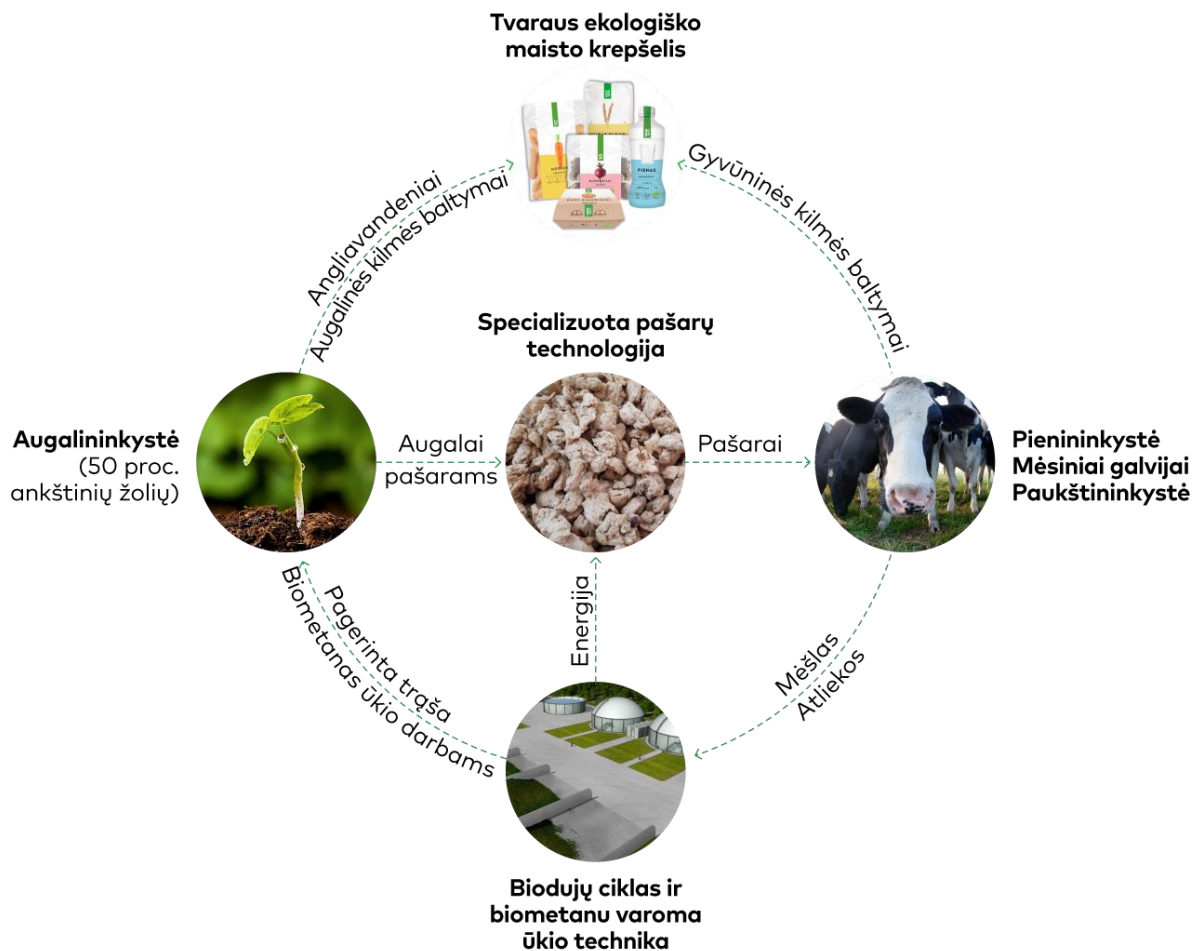 Tvaraus ekologiško
maisto krepšelis
Angliavandeniai
Augalinės kilmės baltymai
Gyvūninės kilmės baltymai
PIENAS
Specializuota pašarų
technologija
Augalininkystė
(50 proc.
ankštinių žolių)
Augalai
pašarams
Pašarai
Pienininkystė
Mėsiniai galvijai
Paukštininkystė
Pagerinta trąša
Biometanas ūkio darbams
Energija
Mėšlas
Atliekos
Biodujų ciklas ir
biometanu varoma
ūkio technika